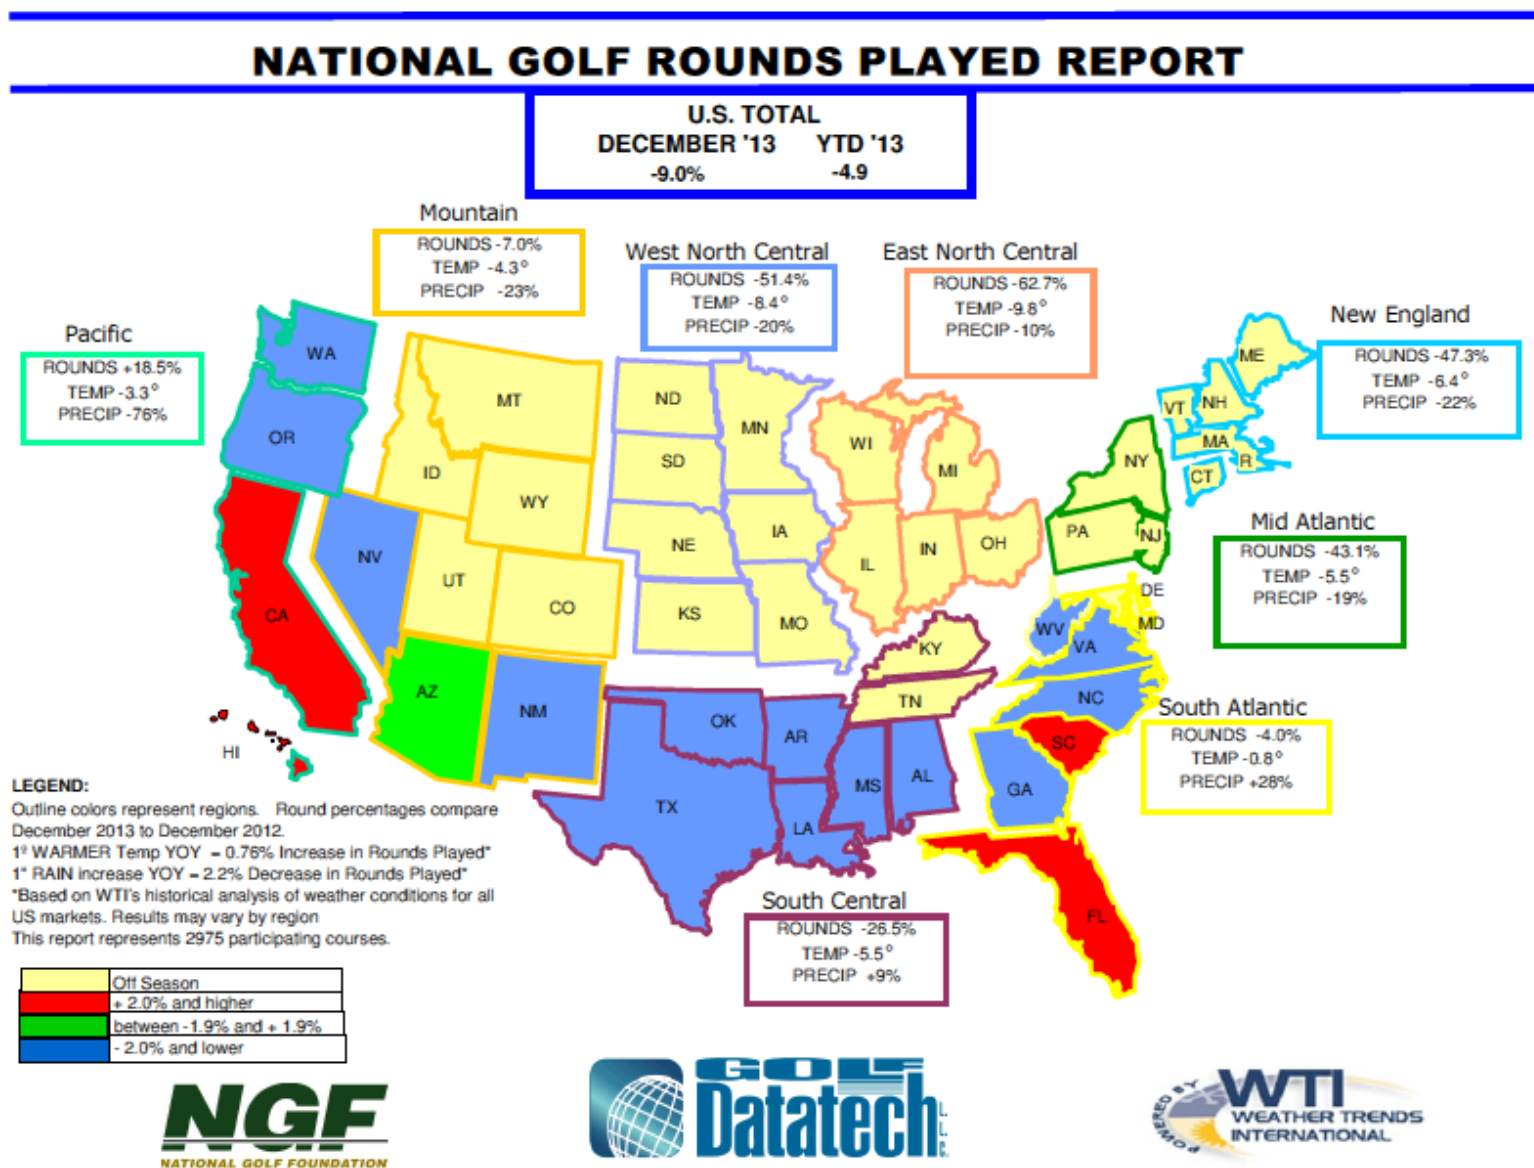 NATIONAL GOLF ROUNDS PLAYED REPORT
U.S. TOTAL
DECEMBER '13 YTD '13
-9.0% -4.9
Mountain
ROUNDS -7.0%
TEMP -4.3°
PRECIP -23%
West North Central
ROUNDS -51.4%
TEMP -8.4°
PRECIP -20%
East North Central
ROUNDS -62.7%
TEMP -9.8°
PRECIP -10%
New England
ROUNDS -47.3%
TEMP -6.4°
PRECIP -22%
Pacific
ROUNDS +18.5%
TEMP -3.3°
PRECIP -76%
Mid Atlantic
ROUNDS -43.1%
TEMP -5.5°
PRECIP -19%
South Atlantic
ROUNDS -4.0%
TEMP -0.8°
PRECIP +28%
South Central
ROUNDS -26.5%
TEMP -5.5°
PRECIP +9%
WA
OR
CA
HI
NV
ID
MT
WY
UT
CO
AZ
NM
ND
SD
NE
KS
MN
IA
MO
WI
MI
IL
IN
OH
KY
TN
OK
TX
AR
LA
MS
AL
ME
VT
NH
MA
R
CT
NY
PA
NJ
DE
MD
WV
VA
NC
SC
GA
FL
LEGEND:
Outline colors represent regions. Round percentages compare
December 2013 to December 2012.
1º WARMER Temp YOY = 0.76% Increase in Rounds Played*
1" RAIN increase YOY = 2.2% Decrease in Rounds Played*
*Based on WTI's historical analysis of weather conditions for all
US markets. Results may vary by region
This report represents 2975 participating courses.
Off Season
+ 2.0% and higher
between -1.9% and + 1.9%
- 2.0% and lower
NGF
NATIONAL GOLF FOUNDATION
GOLF
Datatech
POWERED BY
WTI
WEATHER TRENDS
INTERNATIONAL